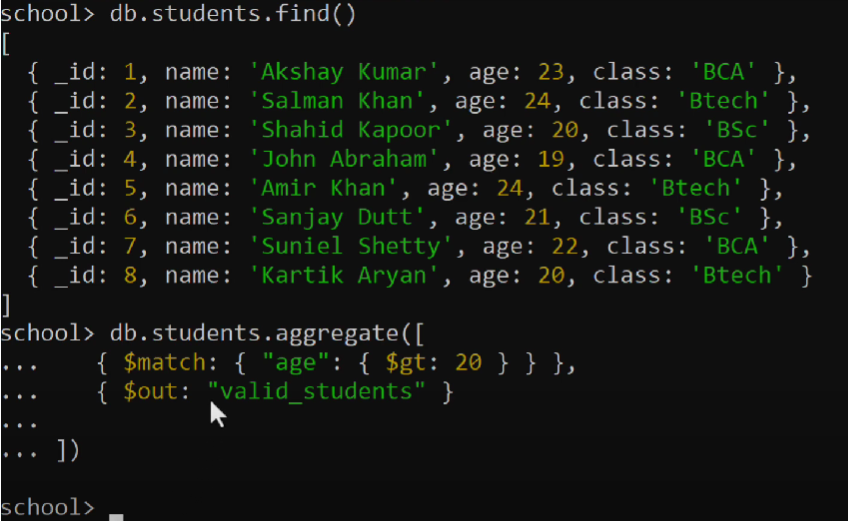 school> db.students.find()
[
  { _id: 1, name: 'Akshay Kumar', age: 23, class: 'BCA' },
  { _id: 2, name: 'Salman Khan', age: 24, class: 'Btech' },
  { _id: 3, name: 'Shahid Kapoor', age: 20, class: 'BSc' },
  { _id: 4, name: 'John Abraham', age: 19, class: 'BCA' },
  { _id: 5, name: 'Amir Khan', age: 24, class: 'Btech' },
  { _id: 6, name: 'Sanjay Dutt', age: 21, class: 'BSc' },
  { _id: 7, name: 'Suniel Shetty', age: 22, class: 'BCA' },
  { _id: 8, name: 'Kartik Aryan', age: 20, class: 'Btech' }
]
school> db.students.aggregate([
...    { $match: { "age": { $gt: 20 } } },
...    { $out: "valid_students" }
...
... ])
school>